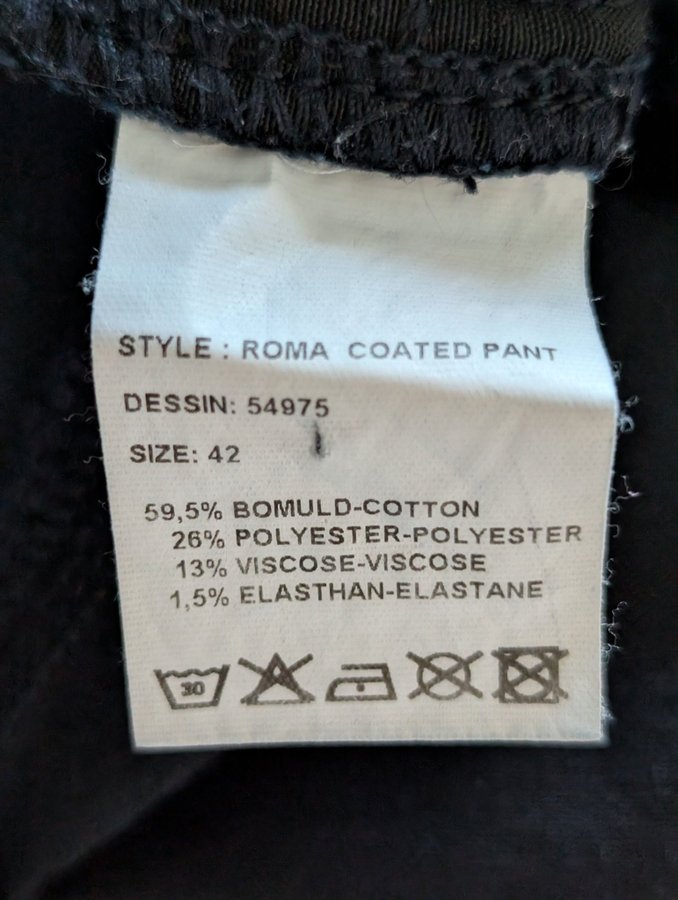 STYLE : ROMA COATED PANT
DESSIN: 54975
SIZE: 42
59,5% BOMULD-COTTON
26% POLYESTER-POLYESTER
13% VISCOSE-VISCOSE
1,5% ELASTHAN-ELASTANE
30